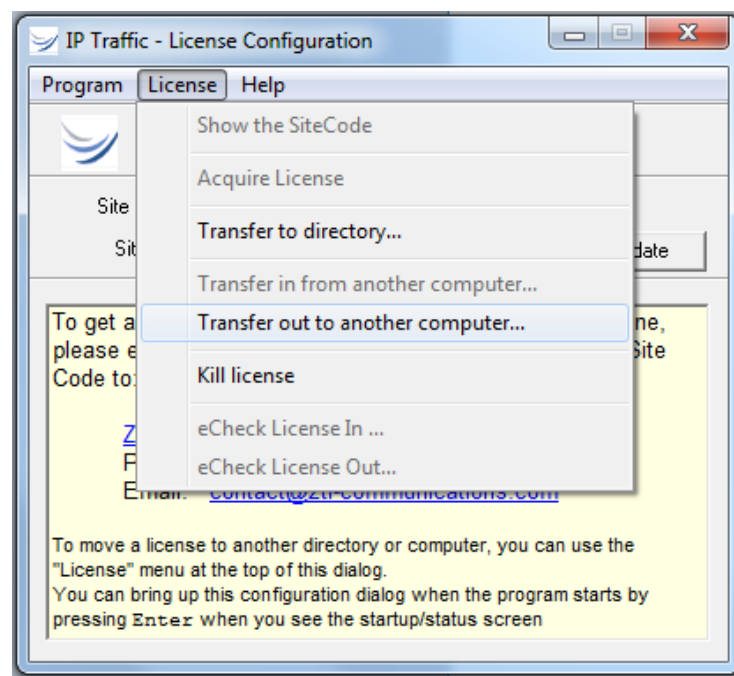 IP Traffic - License Configuration
Program License Help
Show the SiteCode
Acquire License
Site
Transfer to directory...
Sit date
Transfer in from another computer...
To get a ne,
Transfer out to another computer...
please e Site
Code to:
Kill license
eCheck License In ...
eCheck License Out...
Email: contact@zti-communications.com
To move a license to another directory or computer, you can use the
"License" menu at the top of this dialog.
You can bring up this configuration dialog when the program starts by
pressing Enter when you see the startup/status screen